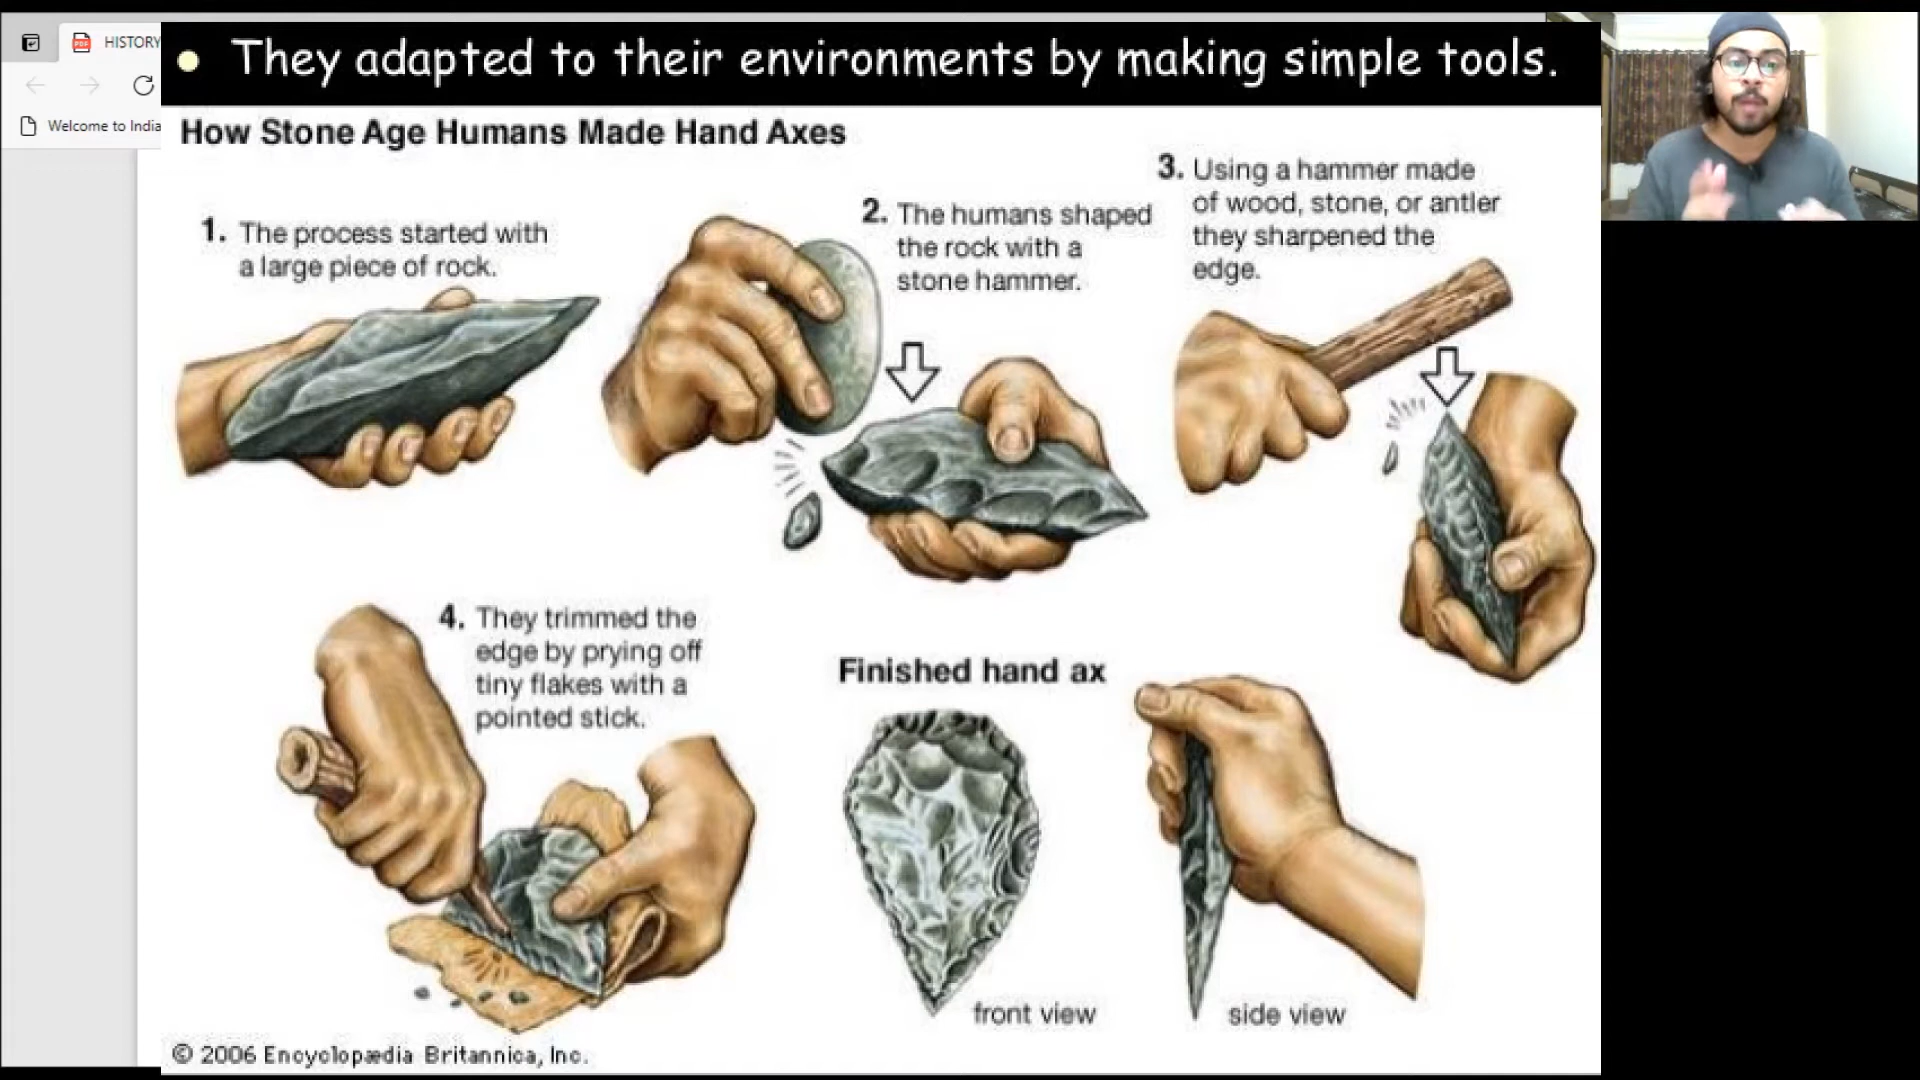 HISTORY
Welcome to India
• They adapted to their environments by making simple tools.
How Stone Age Humans Made Hand Axes
1. The process started with
a large piece of rock.
2. The humans shaped
the rock with a
stone hammer.
3. Using a hammer made
of wood, stone, or antler
they sharpened the
edge.
4. They trimmed the
edge by prying off
tiny flakes with a
pointed stick.
Finished hand ax
front view
side view
© 2006 Encyclopædia Britannica, Inc.